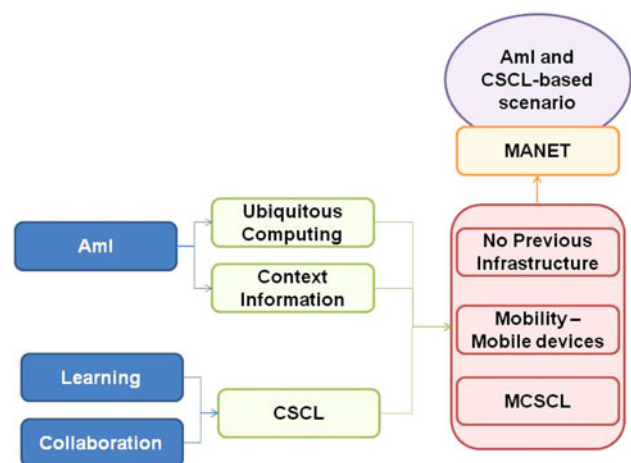 AmI and
CSCL-based
scenario
MANET
Ubiquitous
Computing
AmI
Context
Information
No Previous
Infrastructure
Mobility –
Mobile devices
Learning
CSCL
MCSCL
Collaboration